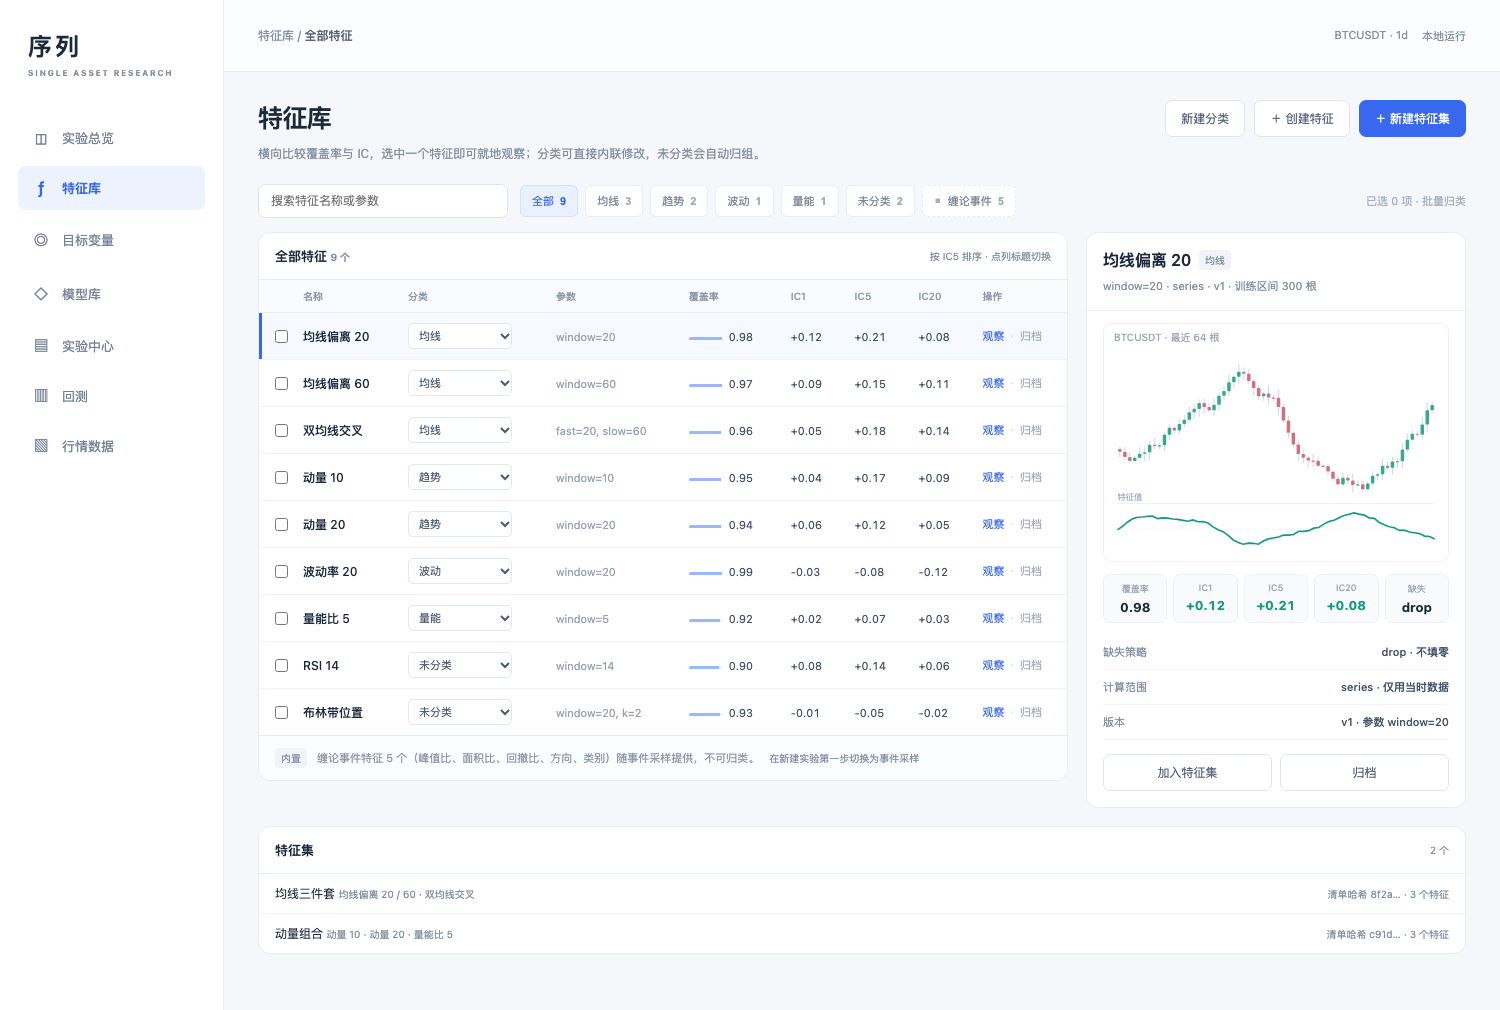 序列
SINGLE ASSET RESEARCH
实验总览
特征库
目标变量
模型库
实验中心
回测
行情数据
特征库 / 全部特征
BTCUSDT · 1d 本地运行
特征库
新建分类
+ 创建特征
+ 新建特征集
横向比较覆盖率与 IC，选中一个特征即可就地观察；分类可直接内联修改，未分类会自动归组。
搜索特征名称或参数
全部 9
均线 3
趋势 2
波动 1
量能 1
未分类 2
缠论事件 5
已选 0 项 · 批量归类
全部特征 9 个
按 IC5 排序 · 点列标题切换
名称 分类 参数 覆盖率 IC1 IC5 IC20 操作
均线偏离 20 均线 window=20 0.98 +0.12 +0.21 +0.08 观察 · 归档
均线偏离 60 均线 window=60 0.97 +0.09 +0.15 +0.11 观察 · 归档
双均线交叉 均线 fast=20, slow=60 0.96 +0.05 +0.18 +0.14 观察 · 归档
动量 10 趋势 window=10 0.95 +0.04 +0.17 +0.09 观察 · 归档
动量 20 趋势 window=20 0.94 +0.06 +0.12 +0.05 观察 · 归档
波动率 20 波动 window=20 0.99 -0.03 -0.08 -0.12 观察 · 归档
量能比 5 量能 window=5 0.92 +0.02 +0.07 +0.03 观察 · 归档
RSI 14 未分类 window=14 0.90 +0.08 +0.14 +0.06 观察 · 归档
布林带位置 未分类 window=20, k=2 0.93 -0.01 -0.05 -0.02 观察 · 归档
内置 缠论事件特征 5 个（峰值比、面积比、回撤比、方向、类别）随事件采样提供，不可归类。 在新建实验第一步切换为事件采样
均线偏离 20 均线
window=20 · series · v1 · 训练区间 300 根
BTCUSDT · 最近 64 根
特征值
覆盖率 IC1 IC5 IC20 缺失
0.98 +0.12 +0.21 +0.08 drop
缺失策略 drop · 不填零
计算范围 series · 仅用当时数据
版本 v1 · 参数 window=20
加入特征集
归档
特征集
2 个
均线三件套 均线偏离 20 / 60 · 双均线交叉
清单哈希 8f2a… · 3 个特征
动量组合 动量 10 · 动量 20 · 量能比 5
清单哈希 c91d… · 3 个特征